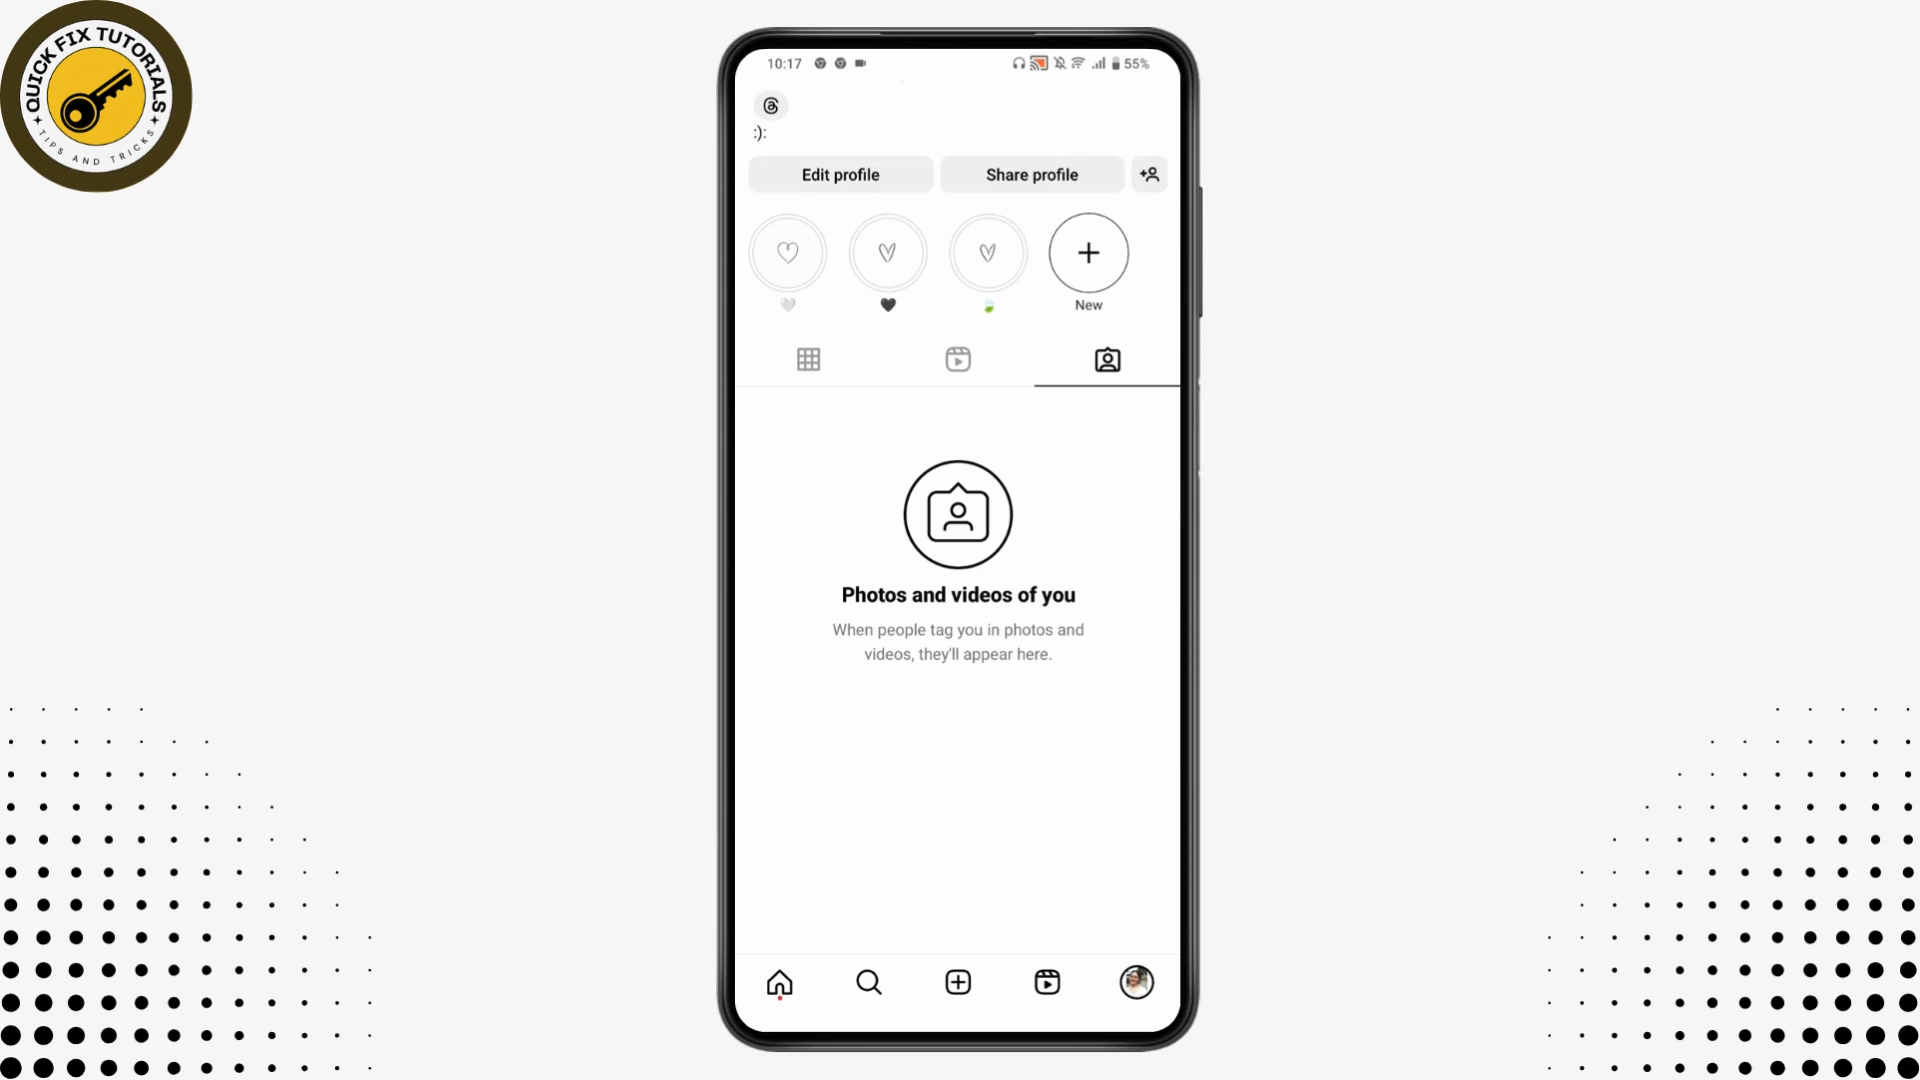 QUICK FIX TUTORIALS
TIPS AND TRICKS
10:17
55%
:):
Edit profile
Share profile
New
Photos and videos of you
When people tag you in photos and
videos, they'll appear here.